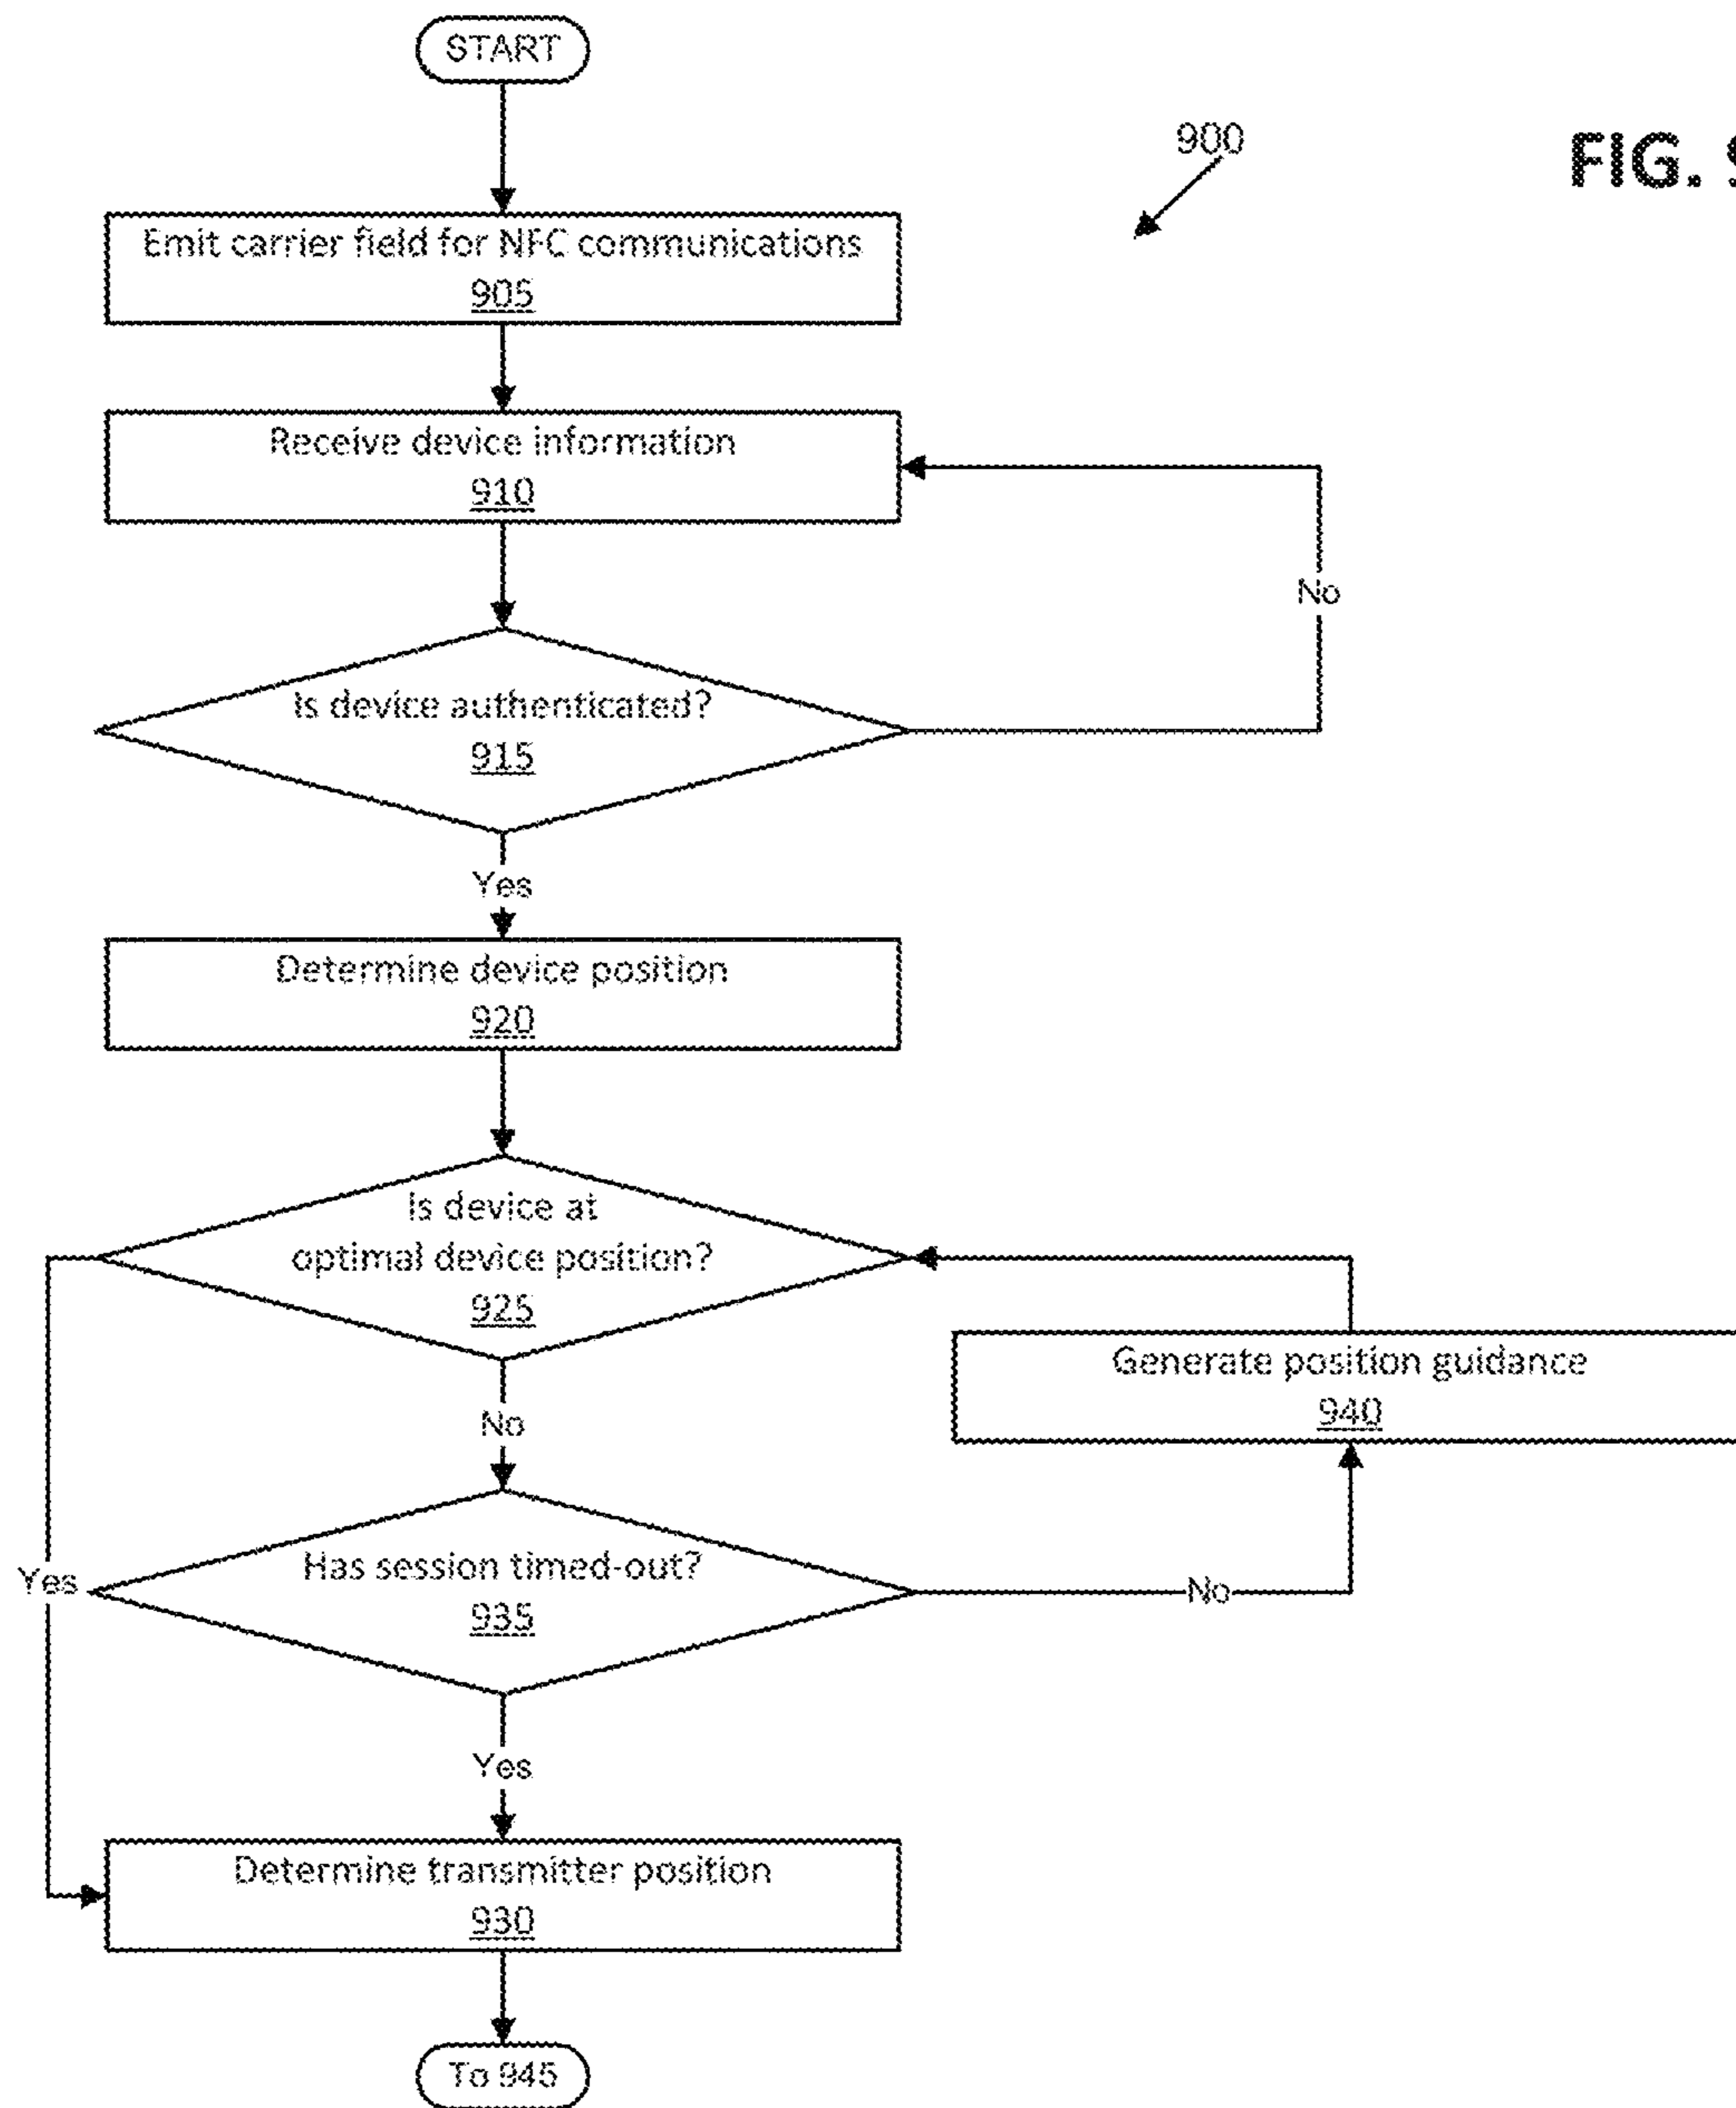 START
900
FIG. 9
Emit carrier field for NFC communications
905
Receive device information
910
No
Is device authenticated?
915
Yes
Determine device position
920
Is device at
optimal device position?
925
Generate position guidance
940
No
Has session timed-out?
935
Yes
No
Yes
Determine transmitter position
930
To 945